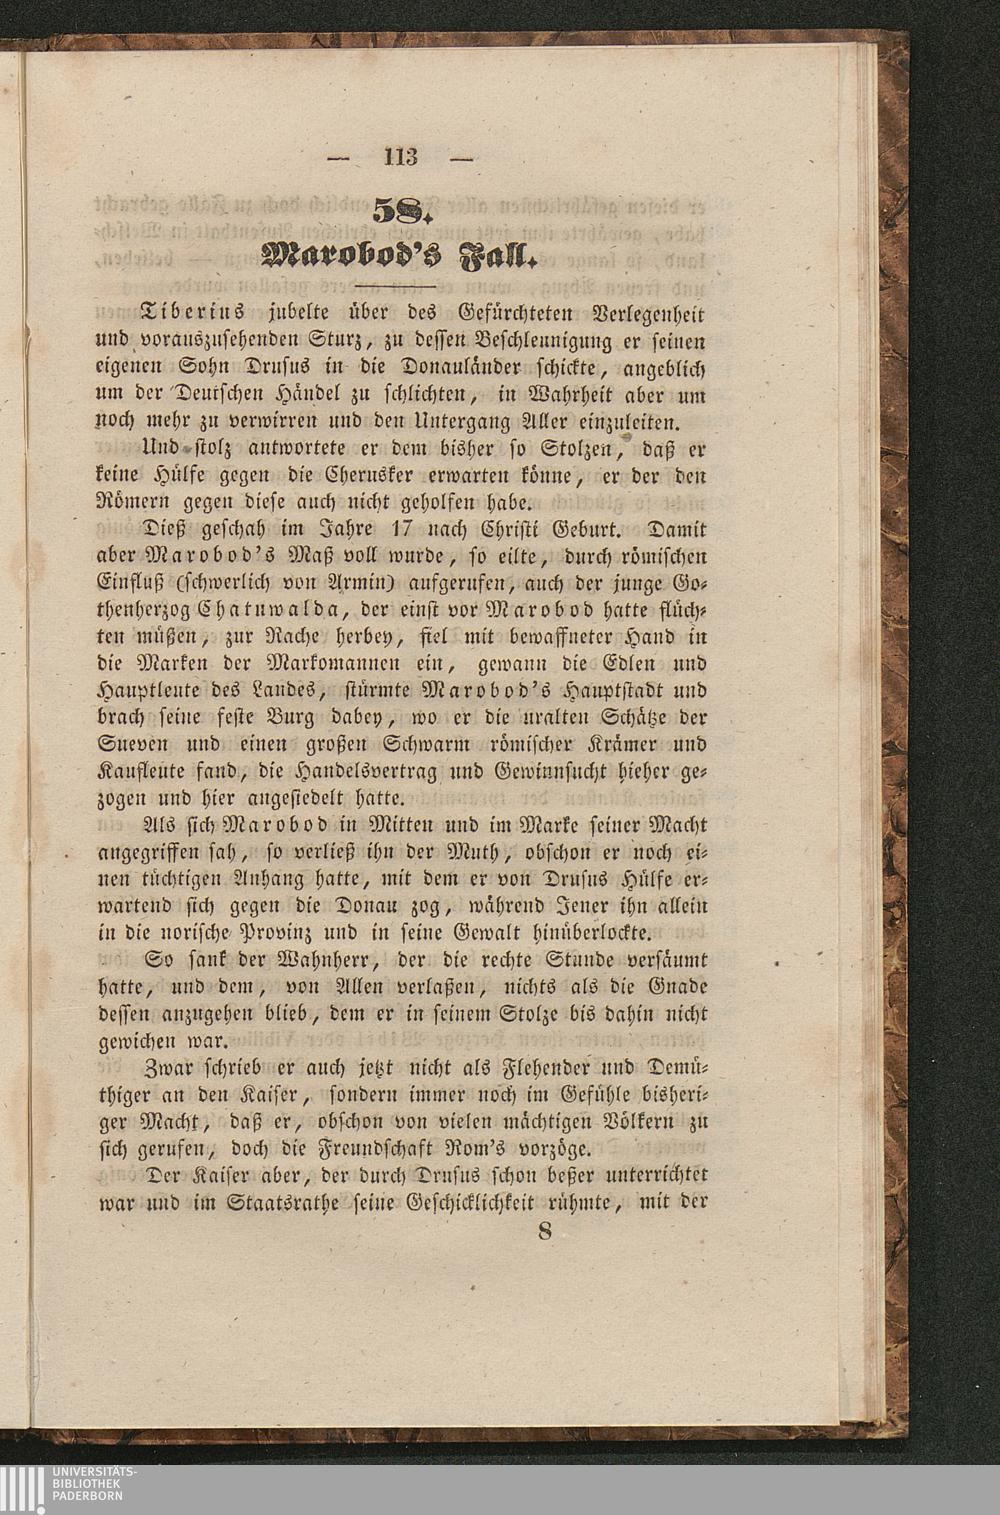 — 113 —
58.
Marobod's Fall.
Tiberius jubelte über des Gefürchteten Verlegenheit
und vorauszusehenden Sturz, zu dessen Beschleunigung er seinen
eigenen Sohn Drusus in die Donauländer schickte, angeblich
um der Deutschen Händel zu schlichten, in Wahrheit aber um
noch mehr zu verwirren und den Untergang Aller einzuleiten.
Und stolz antwortete er dem bisher so Stolzen, daß er
keine Hülfe gegen die Cherusker erwarten könne, er der den
Römern gegen diese auch nicht geholfen habe.
Dieß geschah im Jahre 17 nach Christi Geburt. Damit
aber Marobod's Maß voll wurde, so eilte, durch römischen
Einfluß (schwerlich von Armin) aufgerufen, auch der junge Go-
thenherzog Chatuwalda, der einst vor Marobod hatte flüch-
ten müßen, zur Rache herbey, fiel mit bewaffneter Hand in
die Marken der Markomannen ein, gewann die Edlen und
Hauptleute des Landes, stürmte Marobod's Hauptstadt und
brach seine feste Burg dabey, wo er die uralten Schätze der
Sueven und einen großen Schwarm römischer Krämer und
Kaufleute fand, die Handelsvertrag und Gewinnsucht hieher ge-
zogen und hier angesiedelt hatte.
Als sich Marobod in Mitten und im Marke seiner Macht
angegriffen sah, so verließ ihn der Muth, obschon er noch ei-
nen tüchtigen Anhang hatte, mit dem er von Drusus Hülfe er-
wartend sich gegen die Donau zog, während Jener ihn allein
in die norische Provinz und in seine Gewalt hinüberlockte.
So sank der Wahnherr, der die rechte Stunde versäumt
hatte, und dem, von Allen verlaßen, nichts als die Gnade
dessen anzugehen blieb, dem er in seinem Stolze bis dahin nicht
gewichen war.
Zwar schrieb er auch jetzt nicht als Flehender und Demü-
thiger an den Kaiser, sondern immer noch im Gefühle bisheri-
ger Macht, daß er, obschon von vielen mächtigen Völkern zu
sich gerufen, doch die Freundschaft Rom's vorzöge.
Der Kaiser aber, der durch Drusus schon beßer unterrichtet
war und im Staatsrathe seine Geschicklichkeit rühmte, mit der
8
UNIVERSITÄTS-
BIBLIOTHEK
PADERBORN